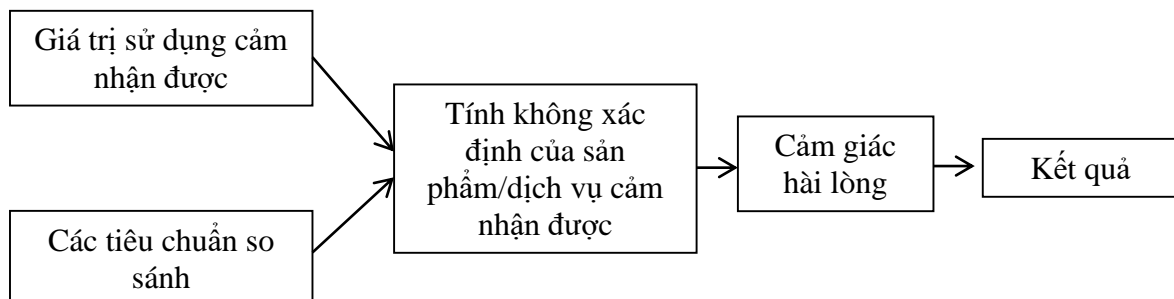 Giá trị sử dụng cảm
nhận được
Các tiêu chuẩn so
sánh
Tính không xác
định của sản
phẩm/dịch vụ cảm
nhận được
Cảm giác
hài lòng
Kết quả